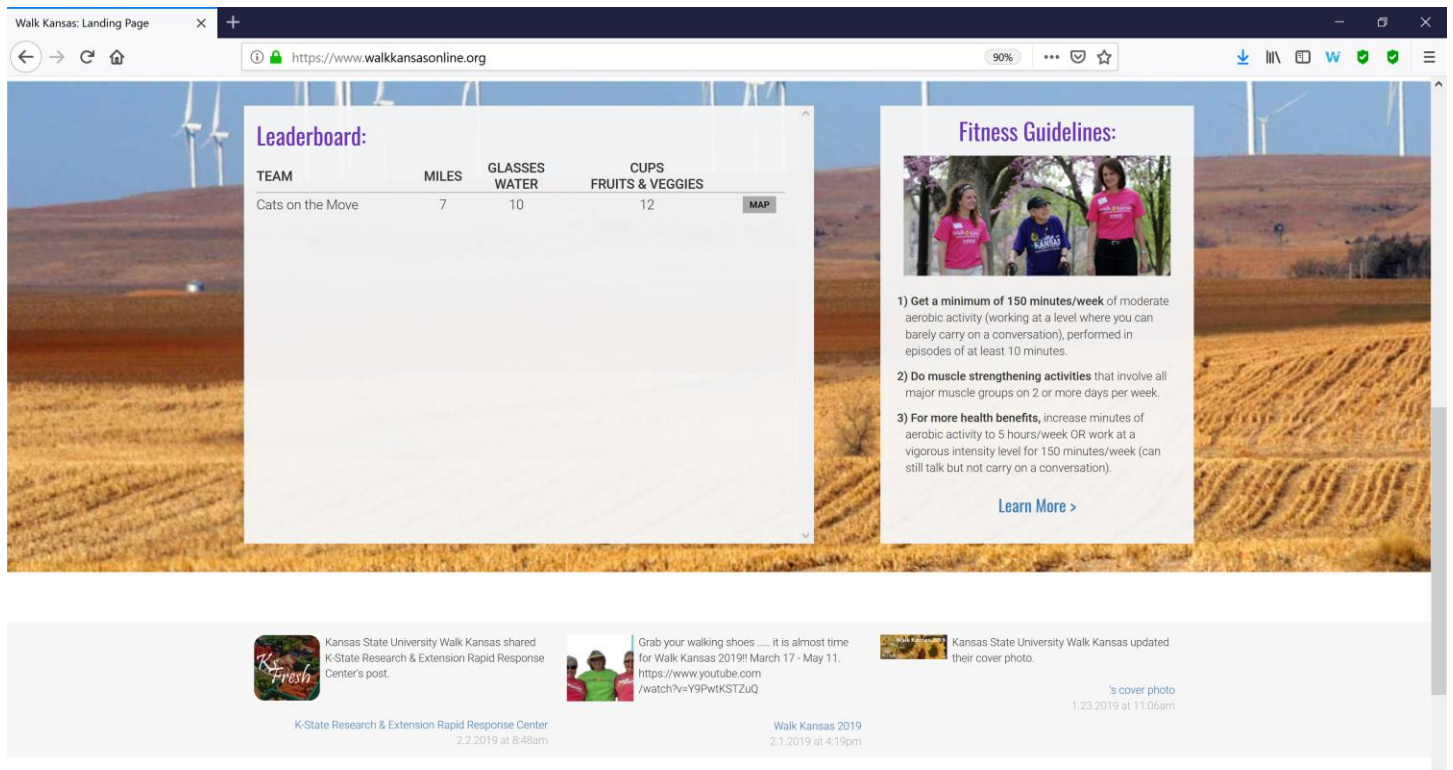 Walk Kansas: Landing Page
https://www.walkkansasonline.org
90%
Leaderboard:
TEAM MILES GLASSES WATER CUPS FRUITS & VEGGIES
Cats on the Move 7 10 12 MAP
Fitness Guidelines:
1) Get a minimum of 150 minutes/week of moderate
aerobic activity (working at a level where you can
barely carry on a conversation), performed in
episodes of at least 10 minutes.
2) Do muscle strengthening activities that involve all
major muscle groups on 2 or more days per week.
3) For more health benefits, increase minutes of
aerobic activity to 5 hours/week OR work at a
vigorous intensity level for 150 minutes/week (can
still talk but not carry on a conversation).
Learn More >
Ks Fresh
Kansas State University Walk Kansas shared
K-State Research & Extension Rapid Response
Center's post.
K-State Research & Extension Rapid Response Center
2.2.2019 at 8:48am
Grab your walking shoes ..... it is almost time
for Walk Kansas 2019!! March 17 - May 11.
https://www.youtube.com
/watch?v=Y9PwtKSTZuQ
Walk Kansas 2019
2.1.2019 at 4:19pm
Walk Kansas 2019
Kansas State University Walk Kansas updated
their cover photo.
's cover photo
1.23.2019 at 11:06am